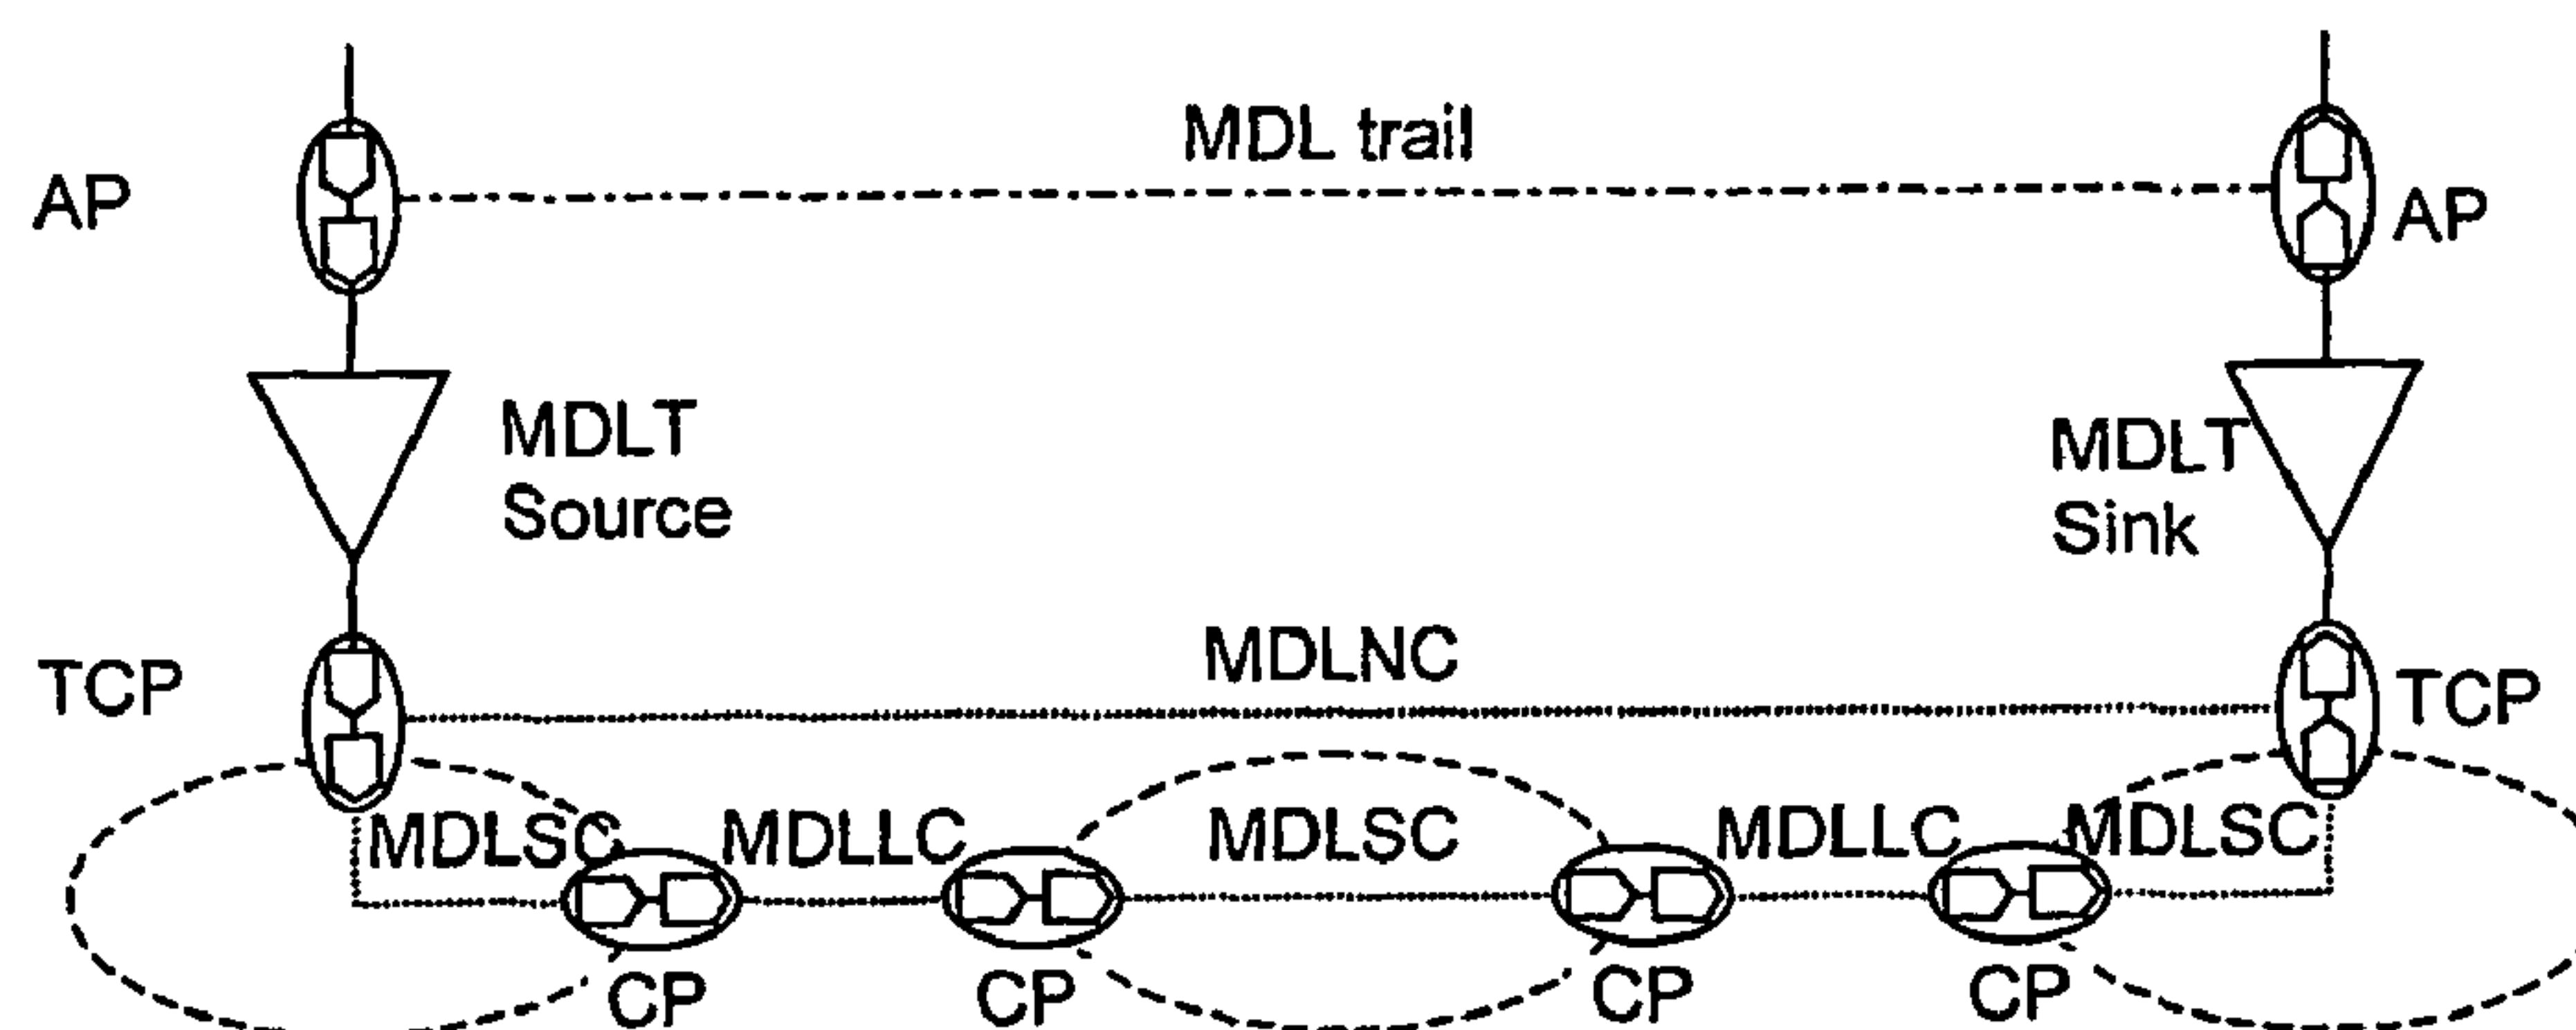 MDL trail
AP
AP
MDLT
Source
MDLT
Sink
MDLNC
TCP
TCP
MDLSC
MDLLC
MDLSC
MDLLC
MDLSC
CP
CP
CP
CP